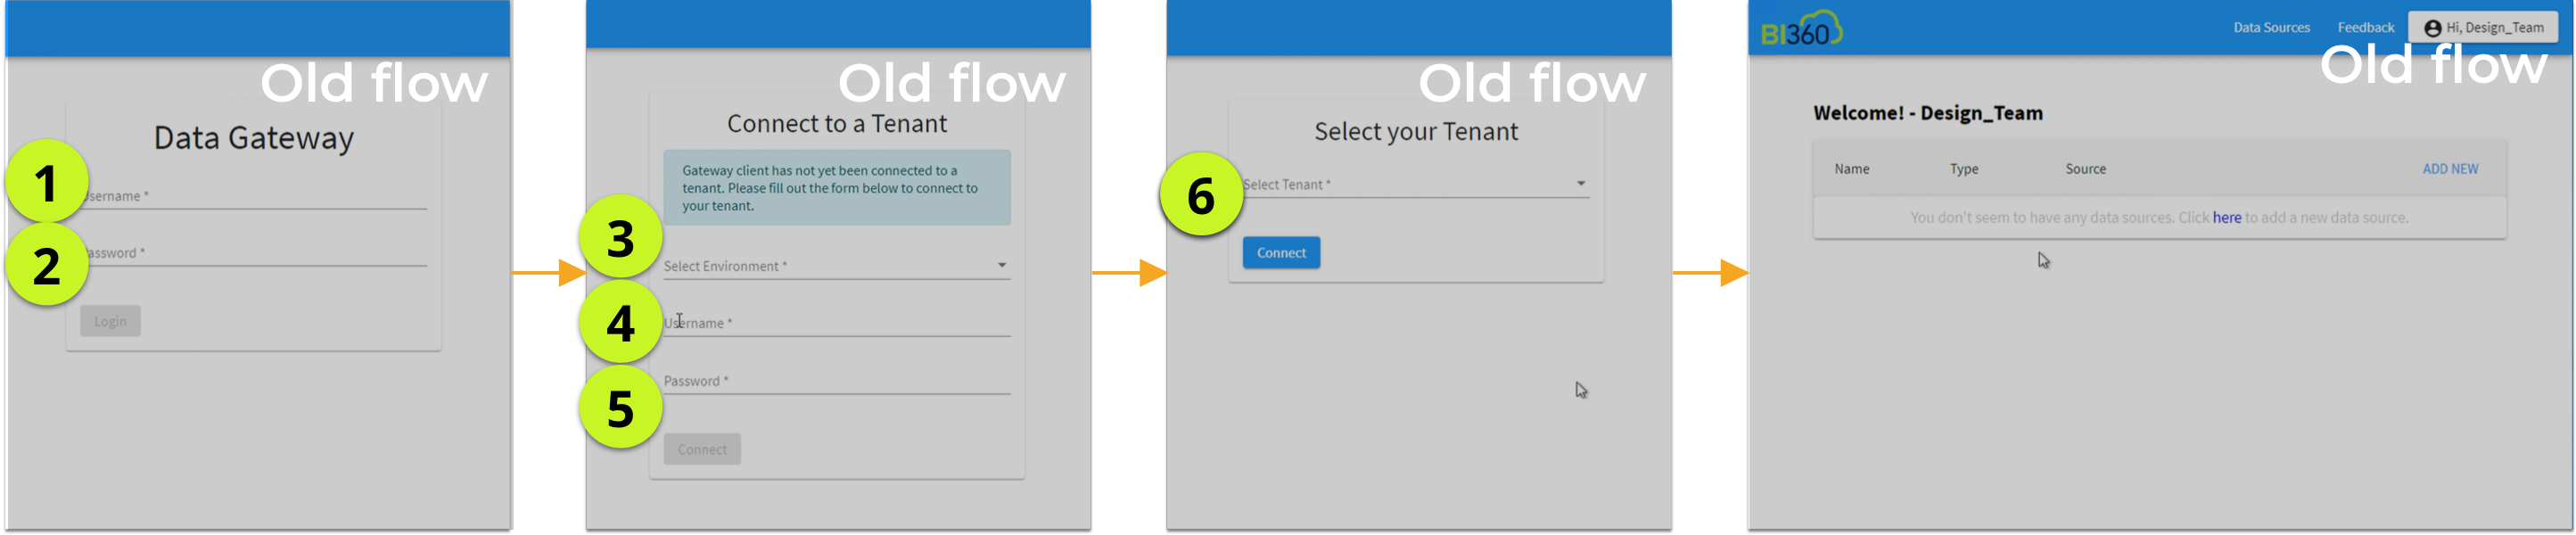 Old flow
Data Gateway
1
Username *
2
Password *
Login
Old flow
Connect to a Tenant
Gateway client has not yet been connected to a
tenant. Please fill out the form below to connect to
your tenant.
3
Select Environment *
4
Username *
5
Password *
Connect
Old flow
Select your Tenant
6
Select Tenant *
Connect
BI360
Data Sources
Feedback
Hi, Design_Team
Old flow
Welcome! - Design_Team
Name Type Source ADD NEW
You don't seem to have any data sources. Click here to add a new data source.